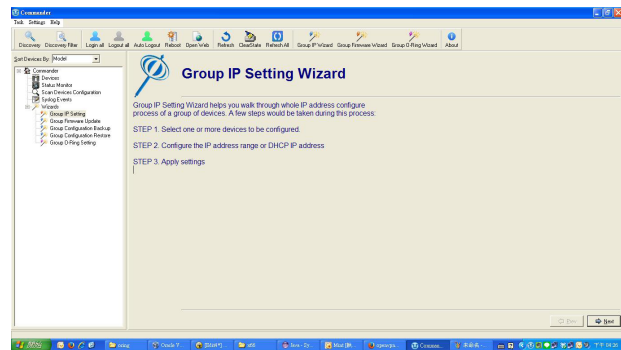 Commander
Tools Settings Help
Discovery Discovery Filter Login all Logout all Auto Logout Reboot Open Web Refresh ClearState Refresh All Group IP Wizard Group Firmware Wizard Group O-Ring Wizard About
Sort Devices By: Model
Commander
Devices
Status Monitor
Scan Devices Configuration
Syslog Events
Wizards
Group IP Setting
Group Firmware Update
Group Configuration Backup
Group Configuration Restore
Group O-Ring Setting
Group IP Setting Wizard
Group IP Setting Wizard helps you walk through whole IP address configure
process of a group of devices. A few steps would be taken during this process:
STEP 1. Select one or more devices to be configured.
STEP 2. Configure the IP address range or DHCP IP address
STEP 3. Apply settings
Prev Next
oring
Java - Ey...
Comman...